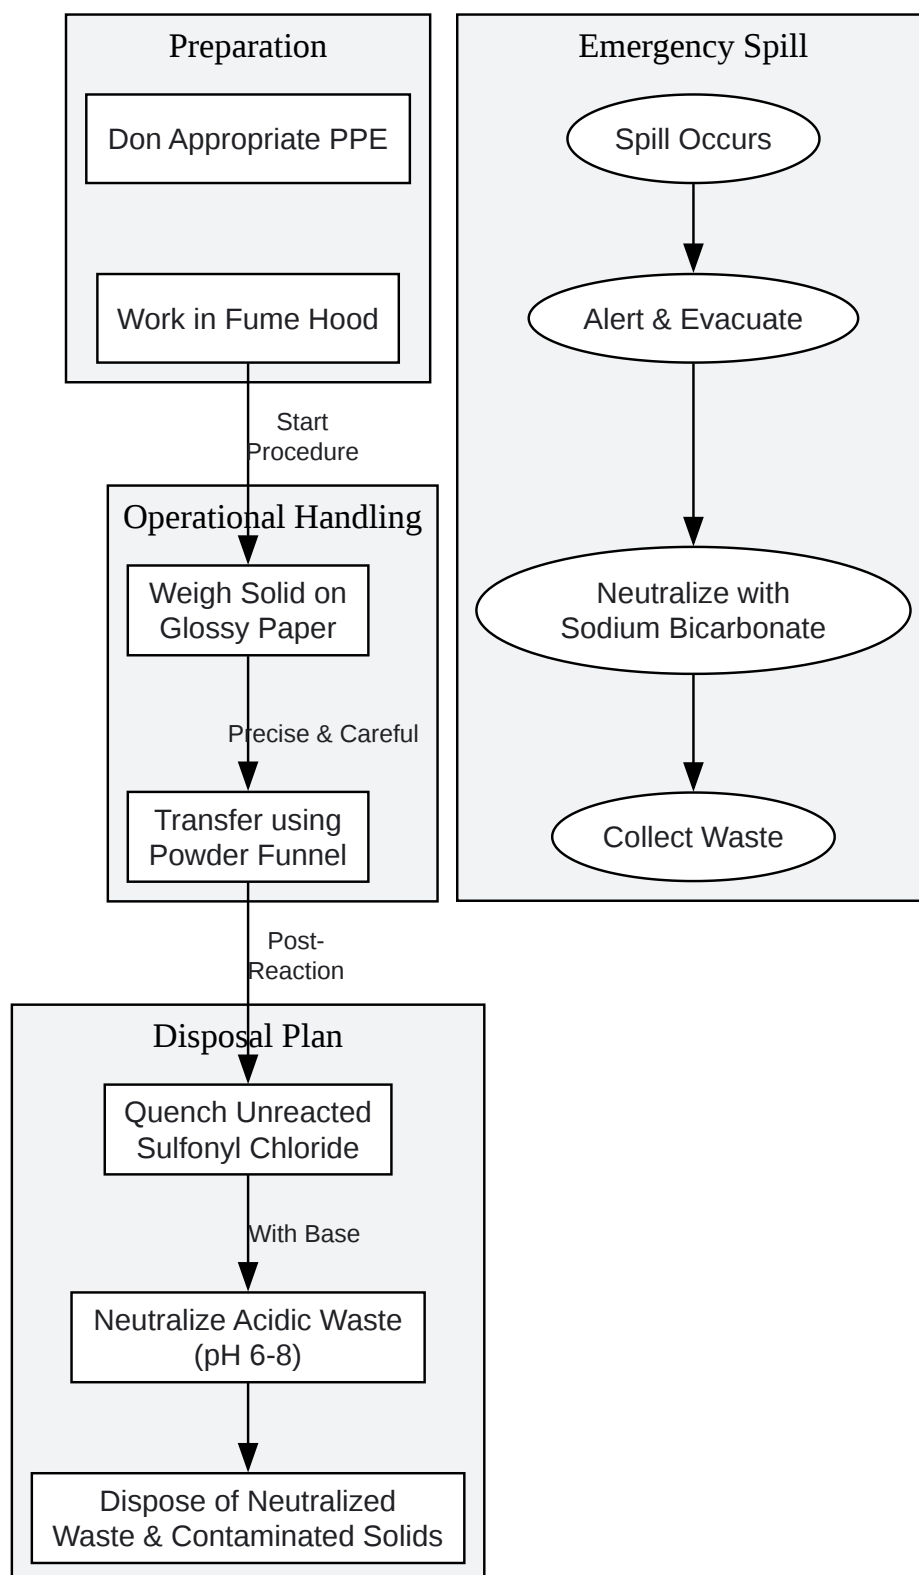 Preparation
Don Appropriate PPE
Work in Fume Hood
Start
Procedure
Operational Handling
Weigh Solid on
Glossy Paper
Precise & Careful
Transfer using
Powder Funnel
Post-
Reaction
Disposal Plan
Quench Unreacted
Sulfonyl Chloride
With Base
Neutralize Acidic Waste
(pH 6-8)
Dispose of Neutralized
Waste & Contaminated Solids
Emergency Spill
Spill Occurs
Alert & Evacuate
Neutralize with
Sodium Bicarbonate
Collect Waste